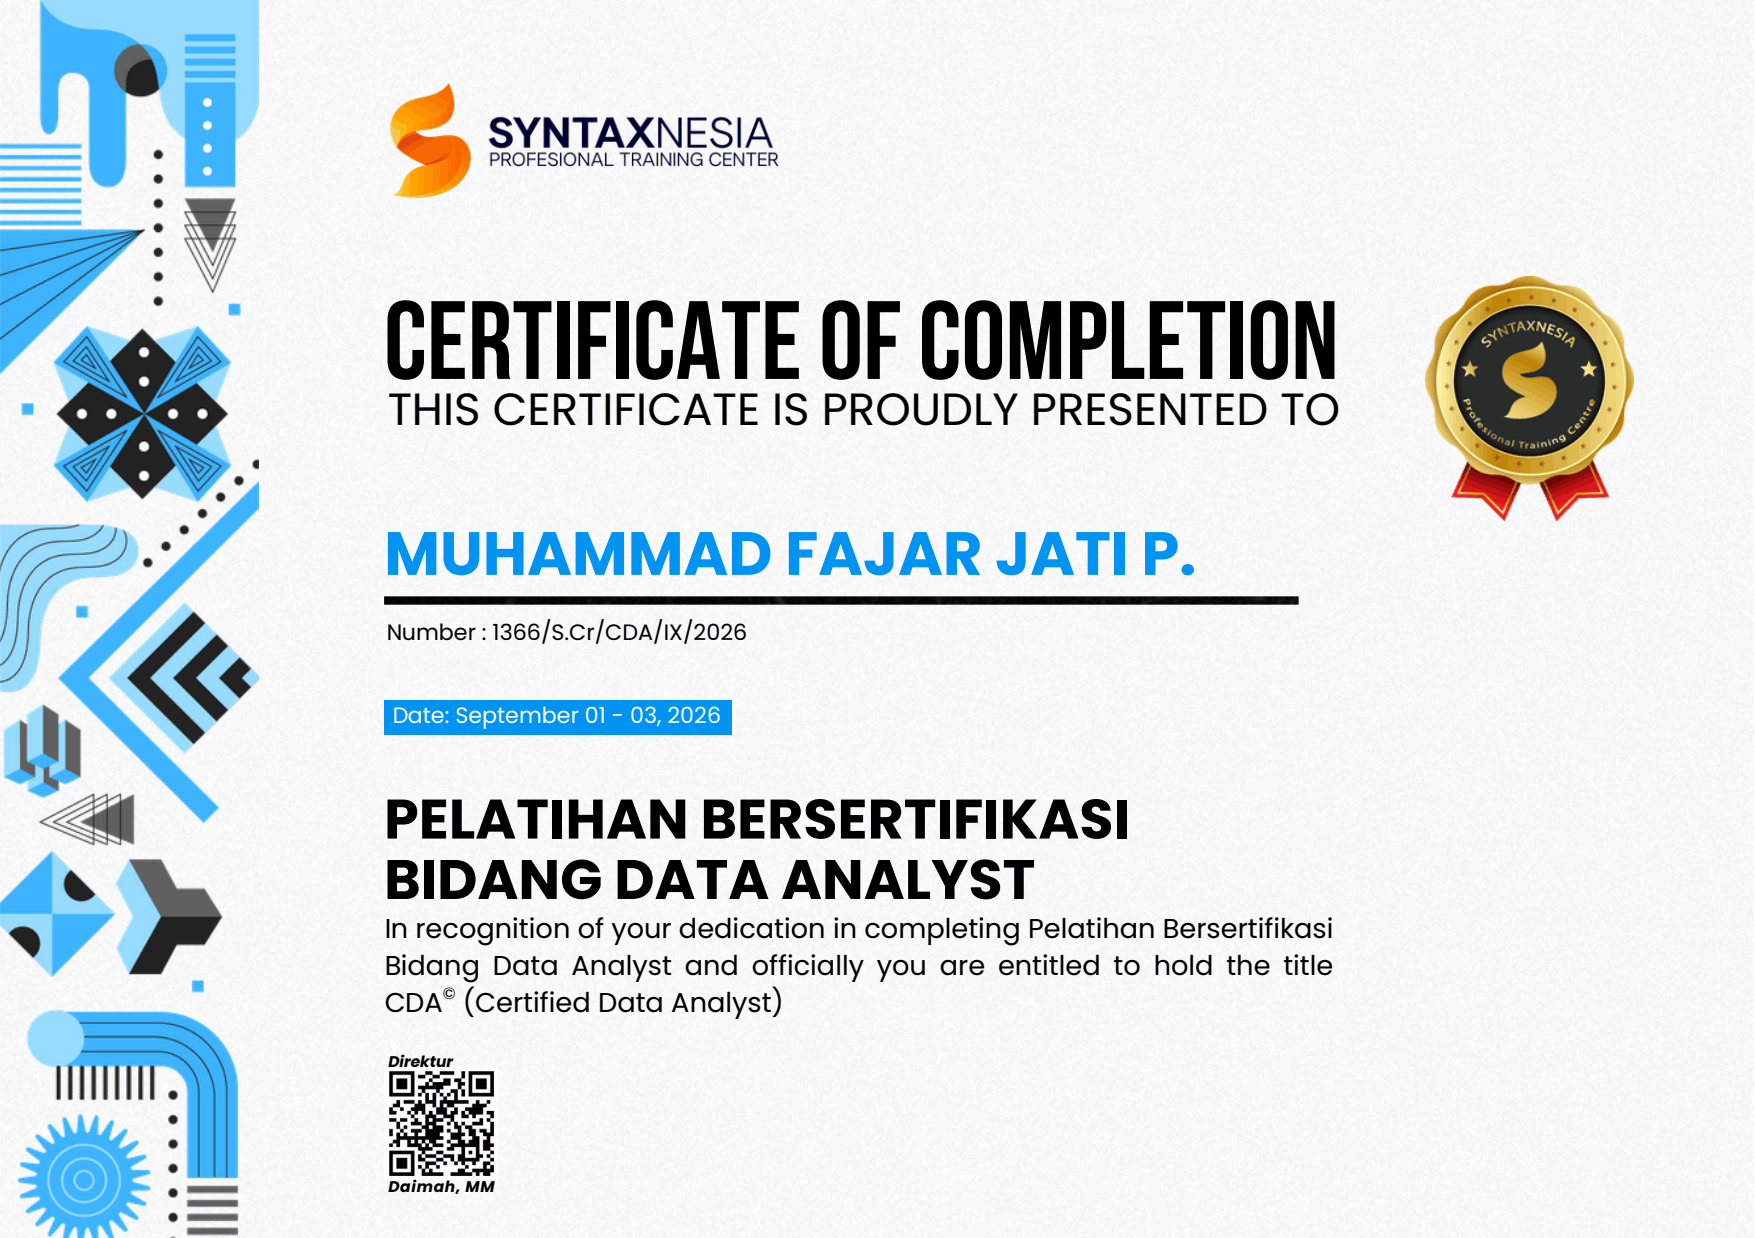 SYNTAXNESIA
PROFESIONAL TRAINING CENTER
CERTIFICATE OF COMPLETION
THIS CERTIFICATE IS PROUDLY PRESENTED TO
SYNTAXNESIA
Profesional Training Centre
MUHAMMAD FAJAR JATI P.
Number : 1366/S.Cr/CDA/IX/2026
Date: September 01 - 03, 2026
PELATIHAN BERSERTIFIKASI
BIDANG DATA ANALYST
In recognition of your dedication in completing Pelatihan Bersertifikasi
Bidang Data Analyst and officially you are entitled to hold the title
CDA© (Certified Data Analyst)
Direktur
Daimah, MM